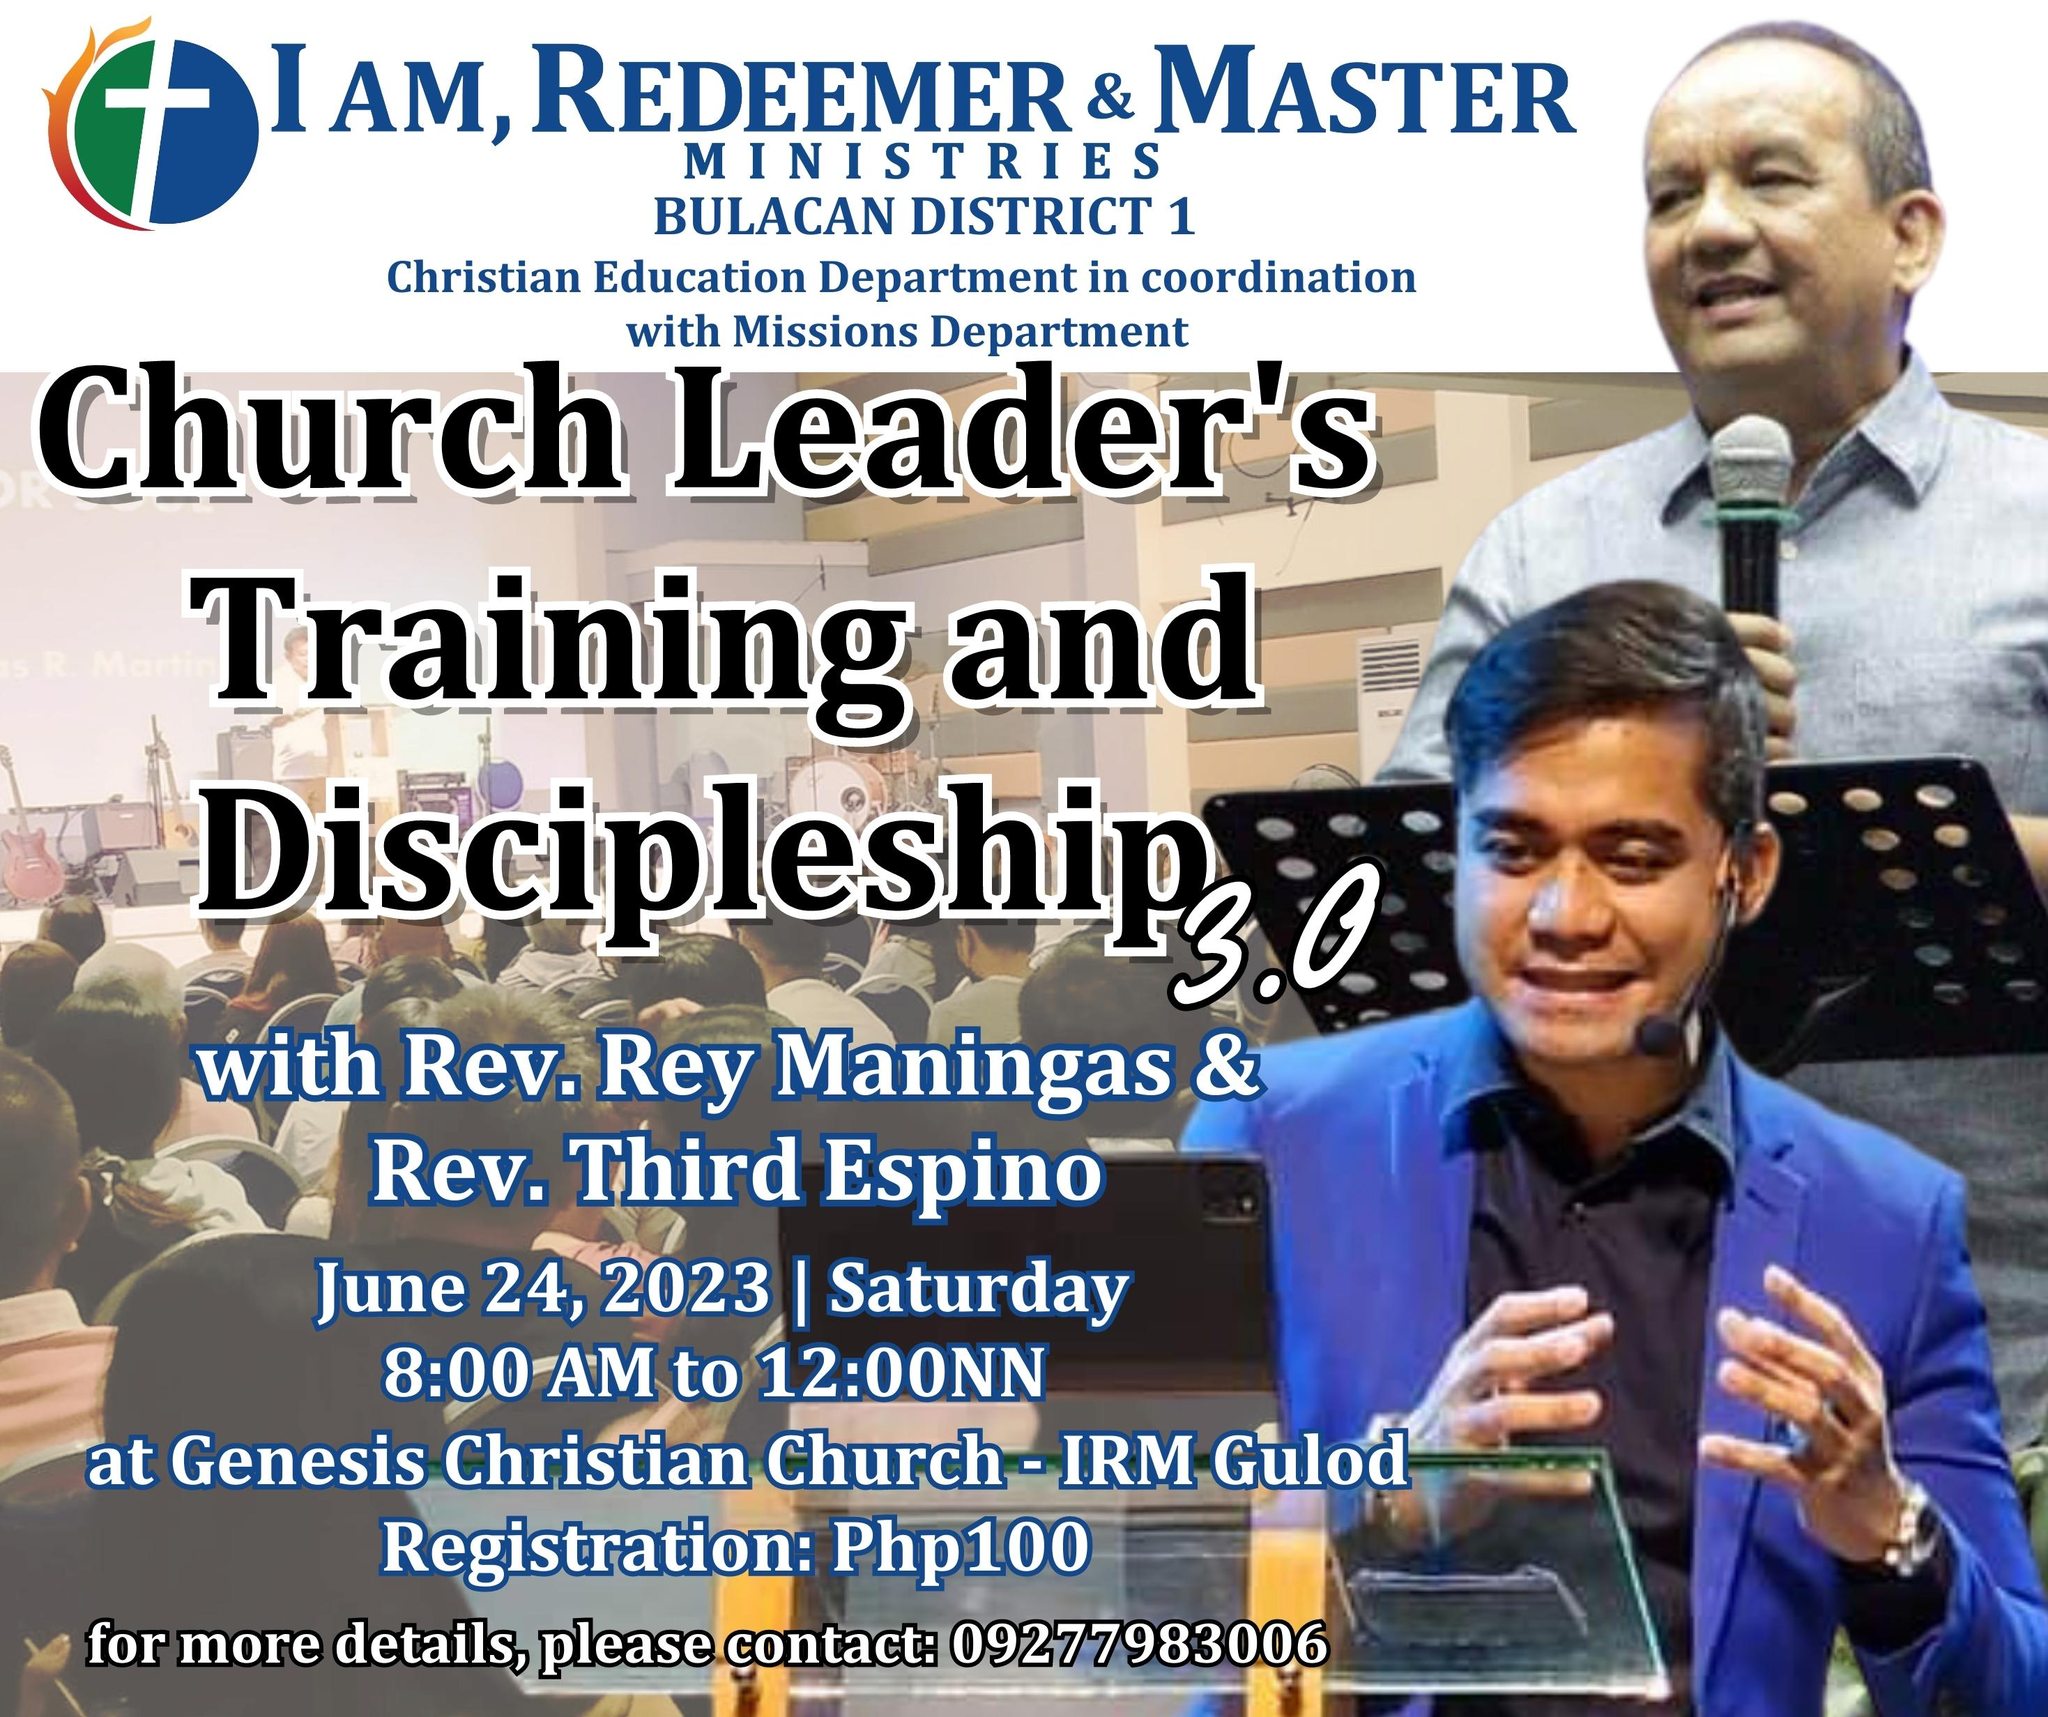 I AM, REDEEMER & MASTER
MINISTRIES
BULACAN DISTRICT 1
Christian Education Department in coordination
with Missions Department
Church Leader's
Training and
Discipleship
3.0
with Rev. Rey Maningas &
Rev. Third Espino
June 24, 2023 | Saturday
8:00 AM to 12:00NN
at Genesis Christian Church - IRM Gulod
Registration: Php100
for more details, please contact: 09277983006